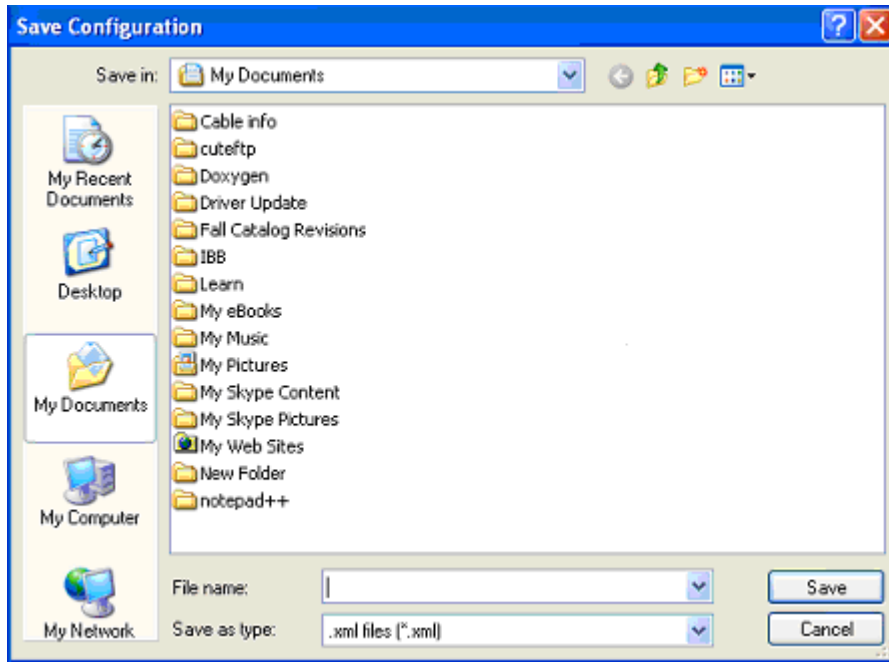 Save Configuration
Save in: My Documents
My Recent Documents
Desktop
My Documents
My Computer
My Network
Cable info
cuteftp
Doxygen
Driver Update
Fall Catalog Revisions
IBB
Learn
My eBooks
My Music
My Pictures
My Skype Content
My Skype Pictures
My Web Sites
New Folder
notepad++
File name:
Save
Save as type: .xml files (*.xml)
Cancel